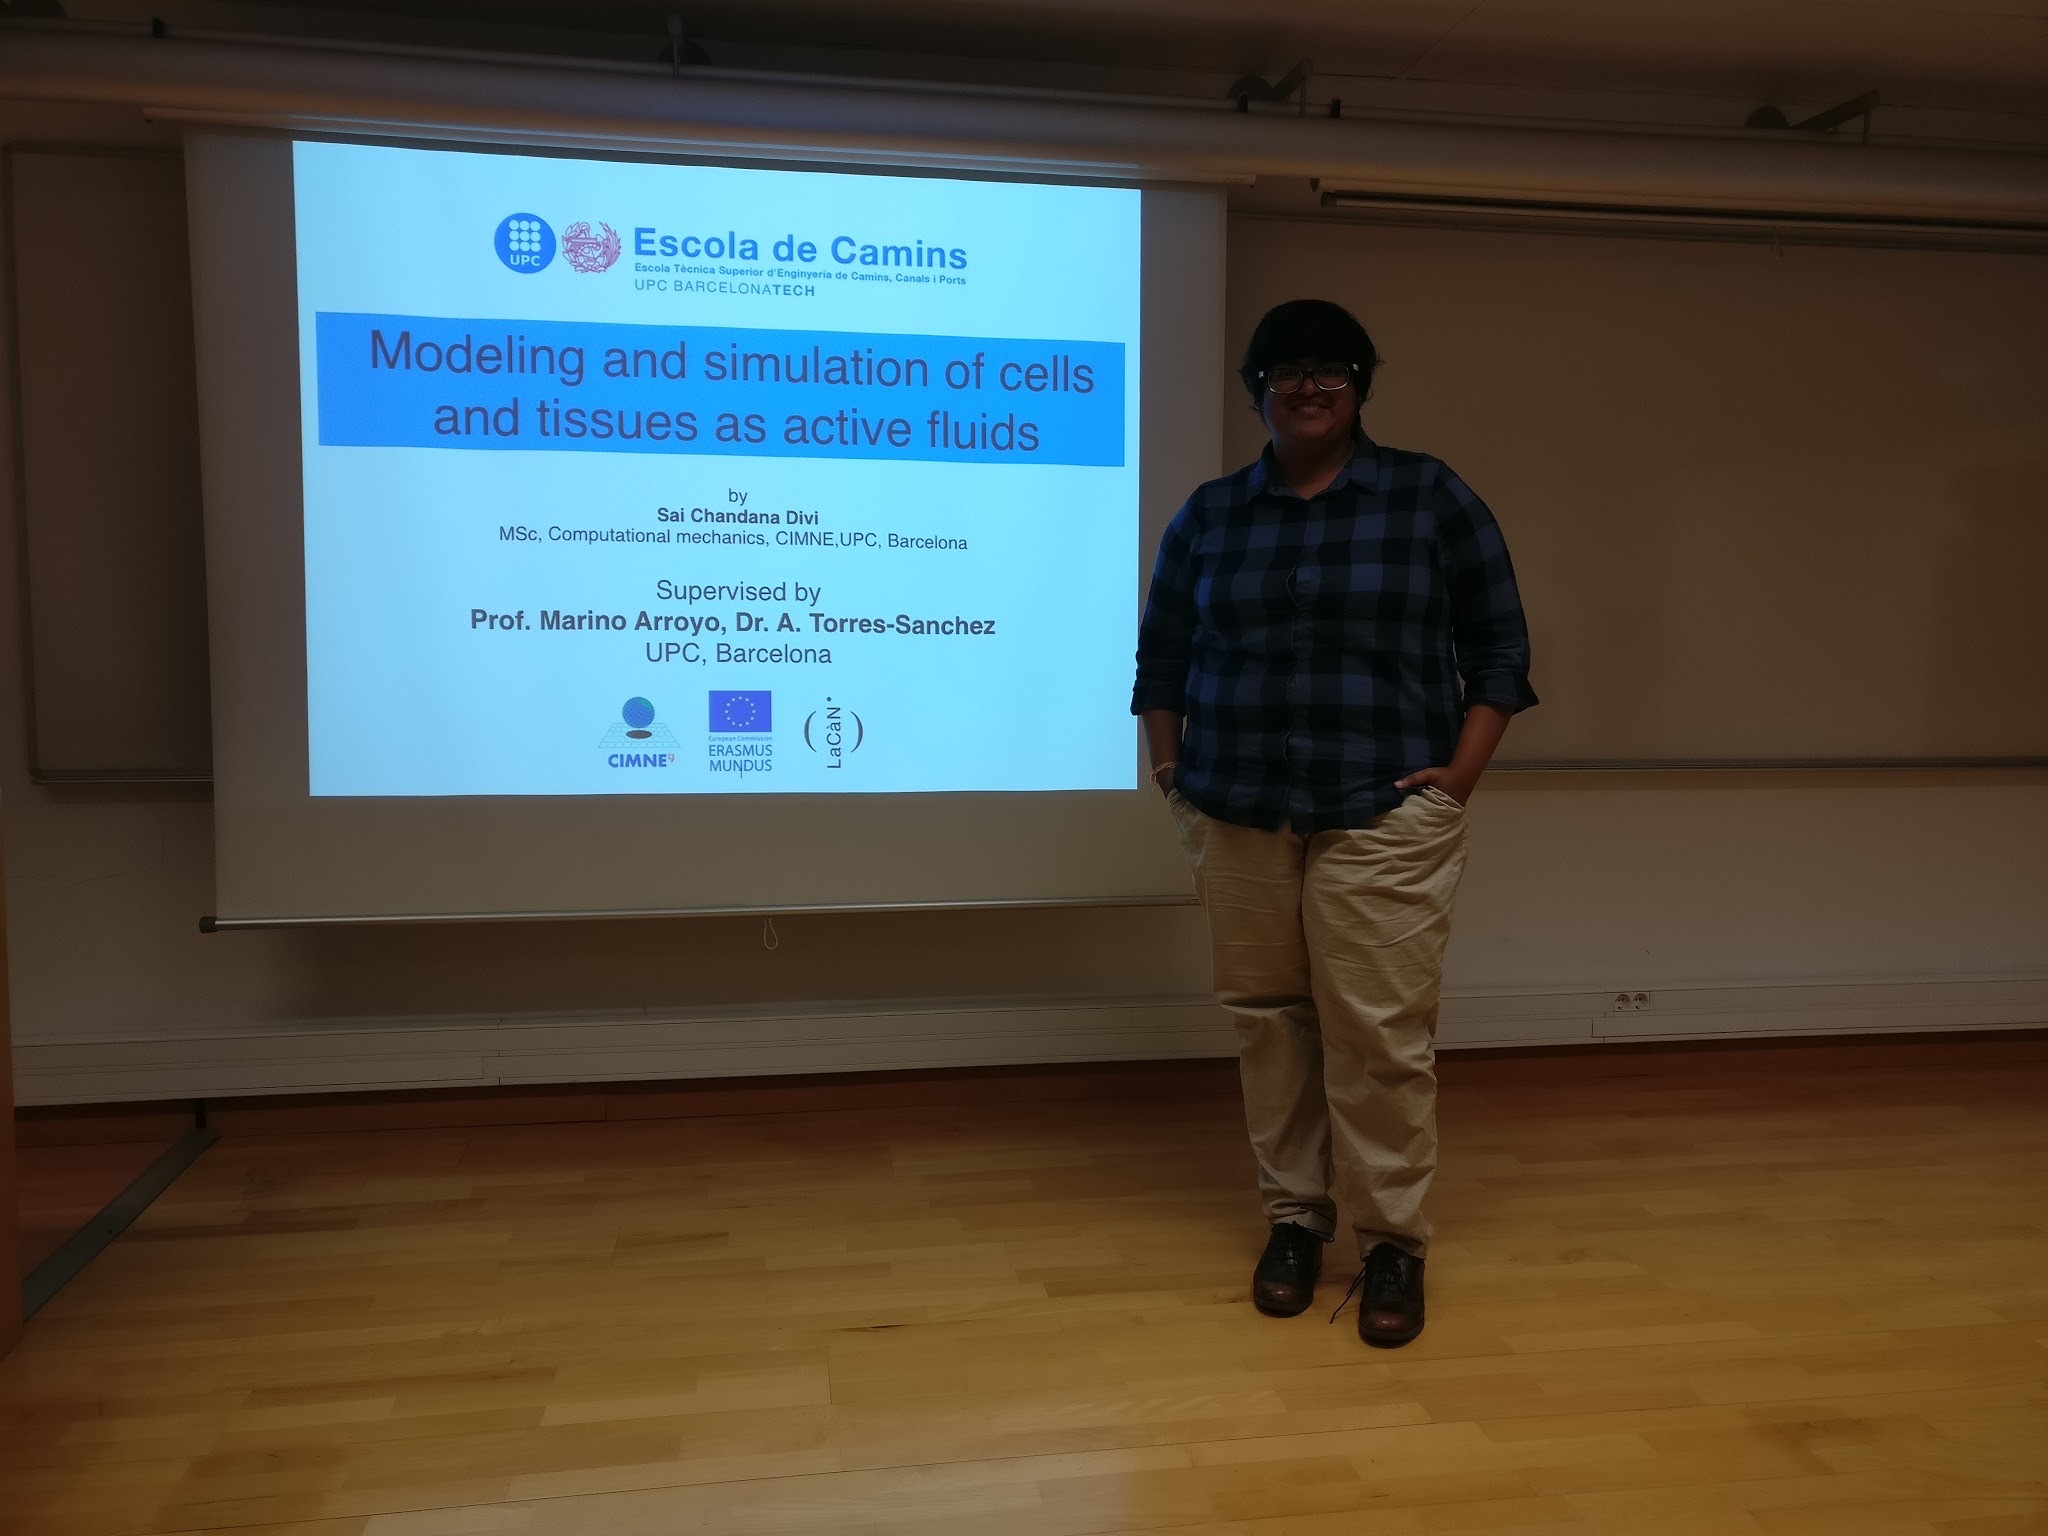 UPC
Escola de Camins
Escola Tècnica Superior d'Enginyeria de Camins, Canals i Ports
UPC BARCELONATECH
Modeling and simulation of cells
and tissues as active fluids
by
Sai Chandana Divi
MSc, Computational mechanics, CIMNE,UPC, Barcelona
Supervised by
Prof. Marino Arroyo, Dr. A. Torres-Sanchez
UPC, Barcelona
CIMNE9
European Commission
ERASMUS
MUNDUS
(LaCàN)